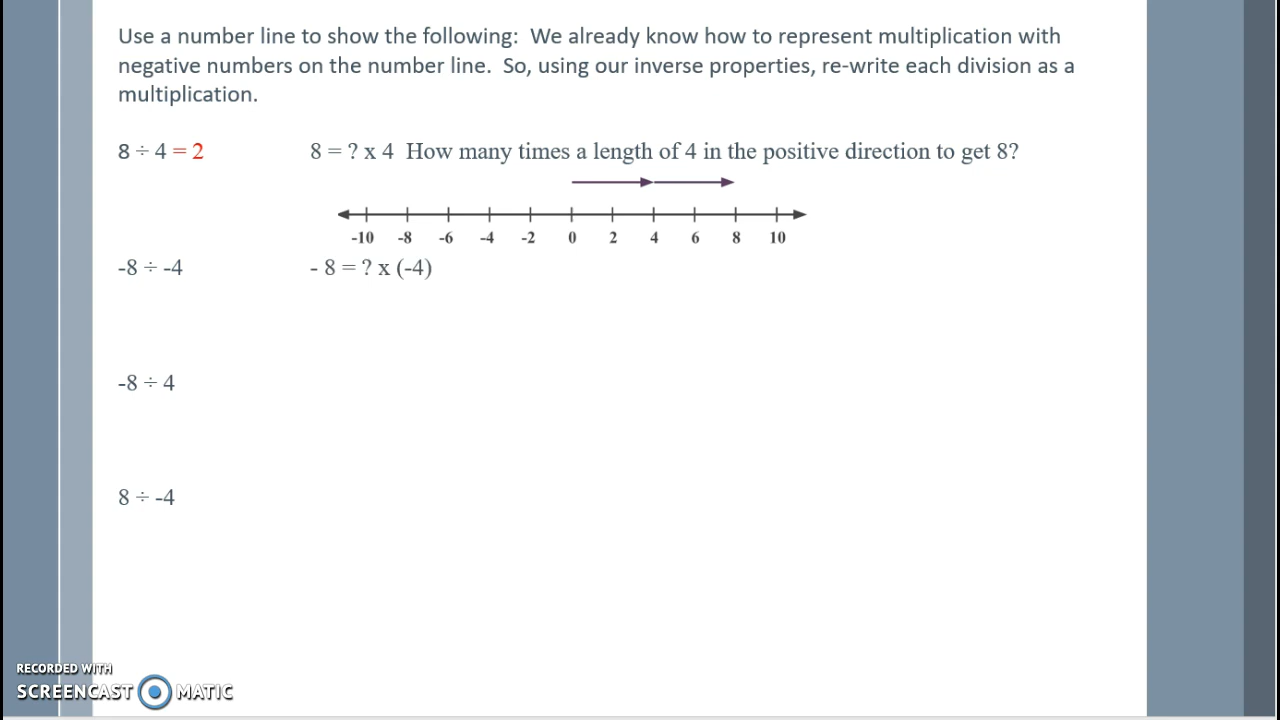 Use a number line to show the following:  We already know how to represent multiplication with
negative numbers on the number line.  So, using our inverse properties, re-write each division as a
multiplication.
8 ÷ 4 = 2
8 = ? x 4  How many times a length of 4 in the positive direction to get 8?
-10 -8 -6 -4 -2 0 2 4 6 8 10
-8 ÷ -4
- 8 = ? x (-4)
-8 ÷ 4
8 ÷ -4
RECORDED WITH
SCREENCAST MATIC